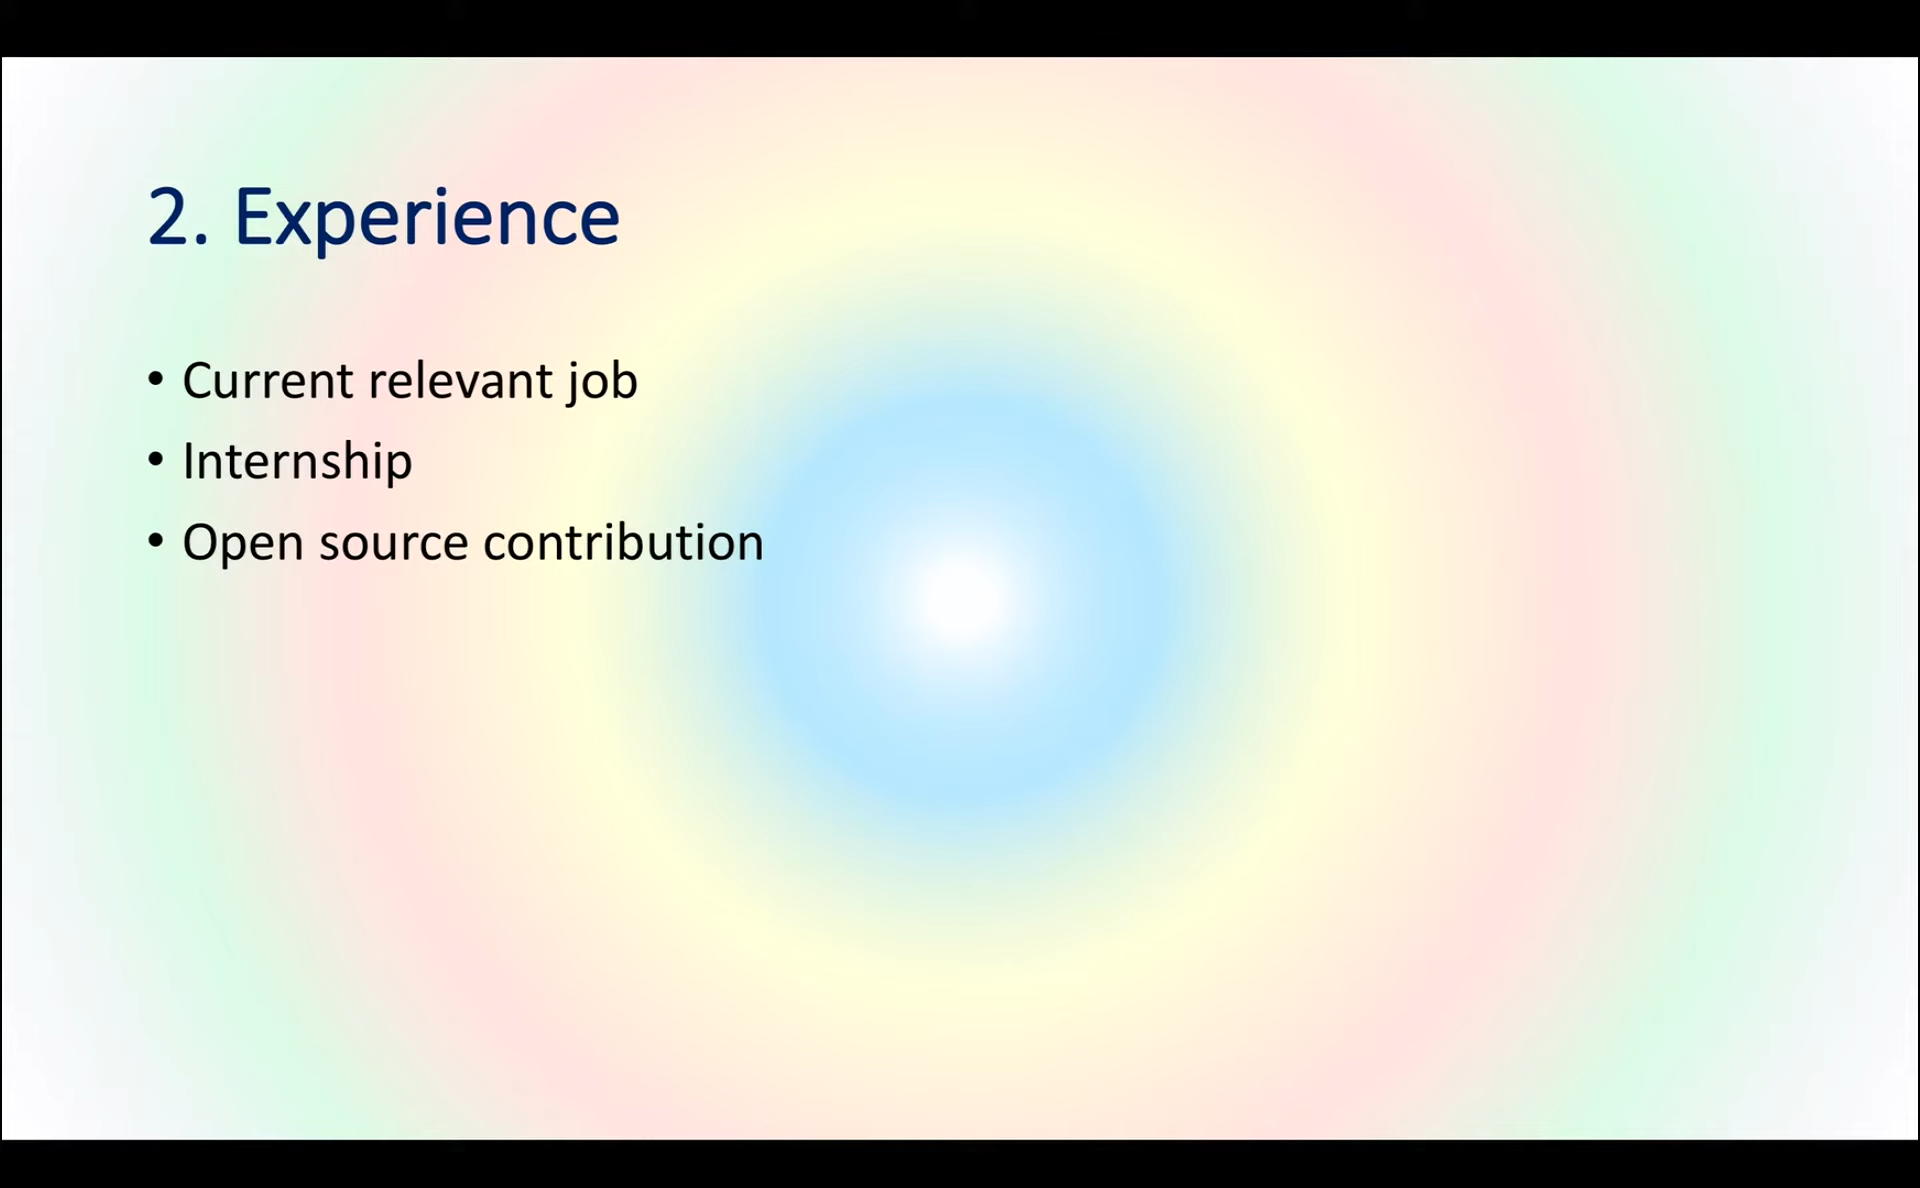 2. Experience
• Current relevant job
• Internship
• Open source contribution